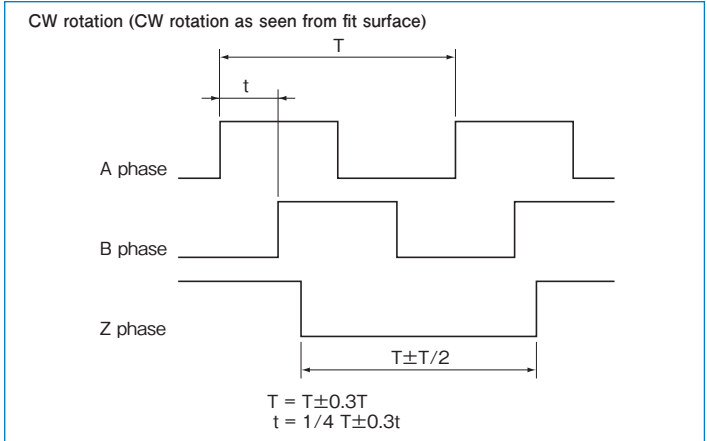 CW rotation (CW rotation as seen from fit surface)
T
t
A phase
B phase
Z phase
T±T/2
T = T±0.3T
t = 1/4 T±0.3t